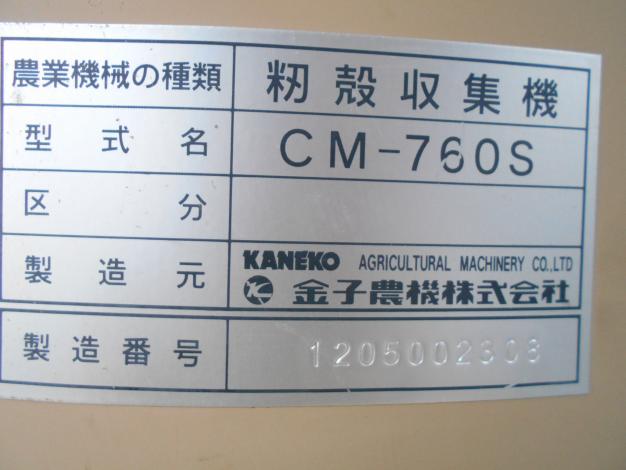 農業機械の種類 籾殻収集機
型式名 CM-760S
区分
製造元 KANEKO AGRICULTURAL MACHINERY CO.,LTD
金子農機株式会社
製造番号 1205002308